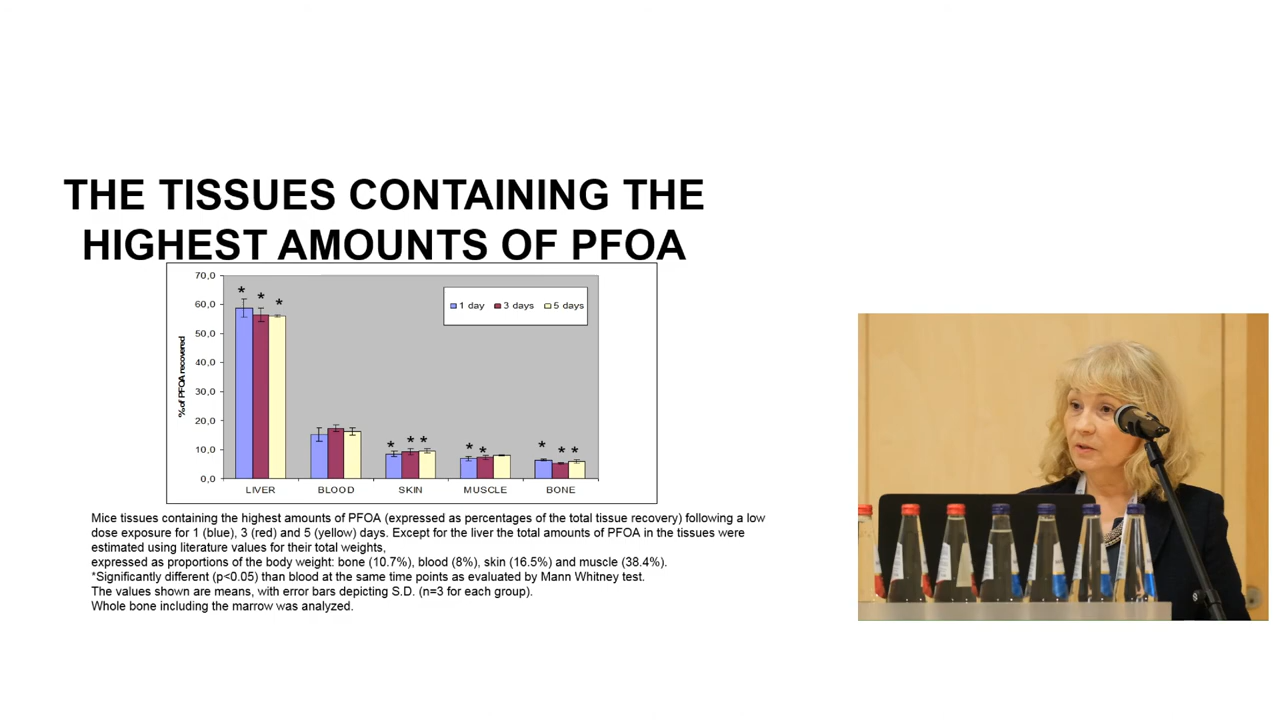 THE TISSUES CONTAINING THE
HIGHEST AMOUNTS OF PFOA
70,0
60,0
50,0
40,0
30,0
20,0
10,0
0,0
% of PFOA recovered
1 day 3 days 5 days
* * *
* * *
* *
* * *
LIVER BLOOD SKIN MUSCLE BONE
Mice tissues containing the highest amounts of PFOA (expressed as percentages of the total tissue recovery) following a low
dose exposure for 1 (blue), 3 (red) and 5 (yellow) days. Except for the liver the total amounts of PFOA in the tissues were
estimated using literature values for their total weights,
expressed as proportions of the body weight: bone (10.7%), blood (8%), skin (16.5%) and muscle (38.4%).
*Significantly different (p<0.05) than blood at the same time points as evaluated by Mann Whitney test.
The values shown are means, with error bars depicting S.D. (n=3 for each group).
Whole bone including the marrow was analyzed.